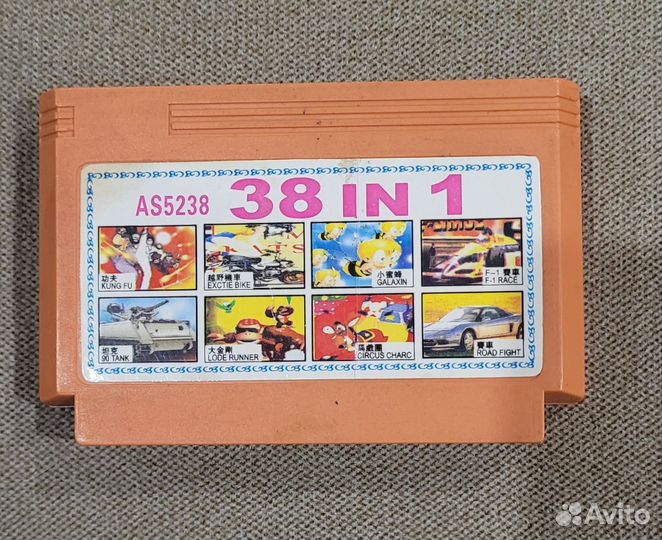 AS5238 38 IN 1
功夫
KUNG FU
越野機車
EXCTIE BIKE
小蜜蜂
GALAXIN
F-1 賽車
F-1 RACE
坦克
90 TANK
大金剛
LODE RUNNER
馬戲團
CIRCUS CHARC
賽車
ROAD FIGHT
Avito